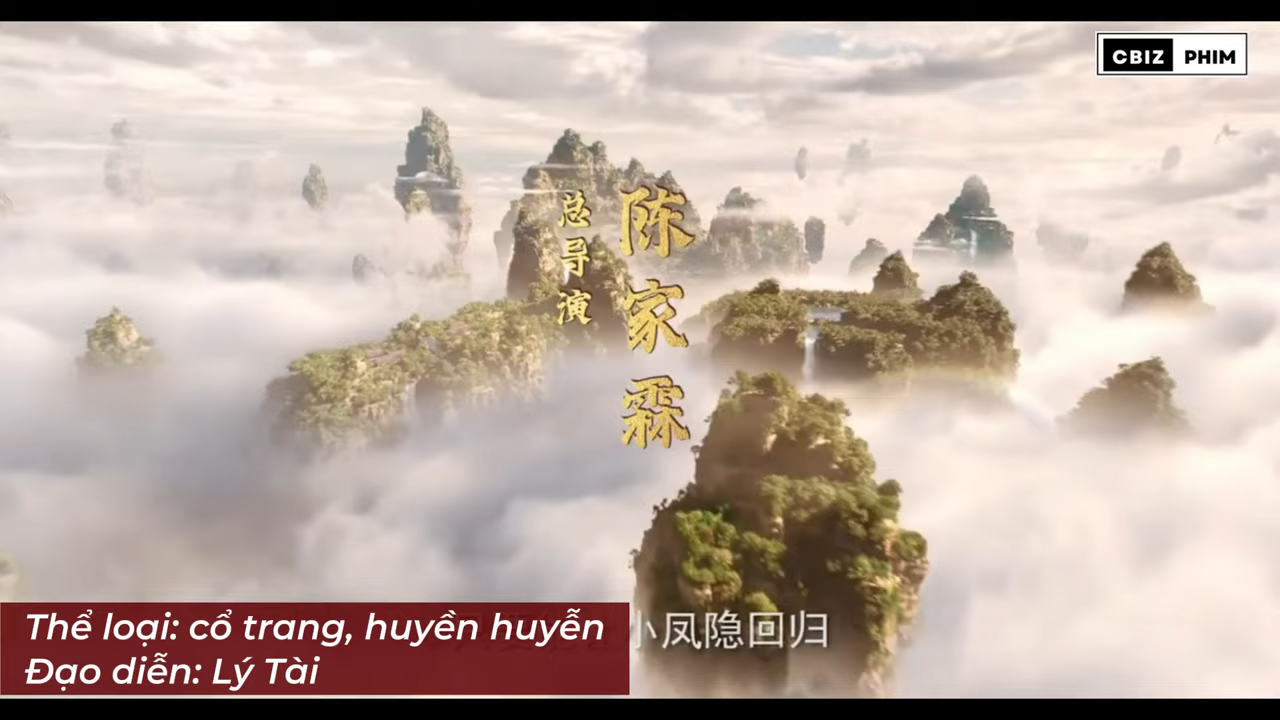 CBIZ PHIM
总导演
陈家霖
小凤隐回归
Thể loại: cổ trang, huyền huyễn
Đạo diễn: Lý Tài